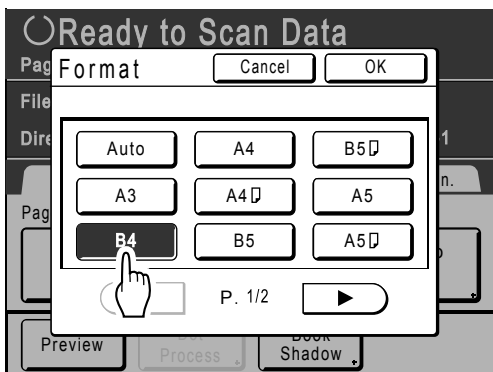 Ready to Scan Data
Pag
Format
Cancel
OK
File
Dire
1
Auto
A4
B5
n.
A3
A4
A5
Pag
B4
B5
A5
P. 1/2
Preview
Process
Book
Shadow